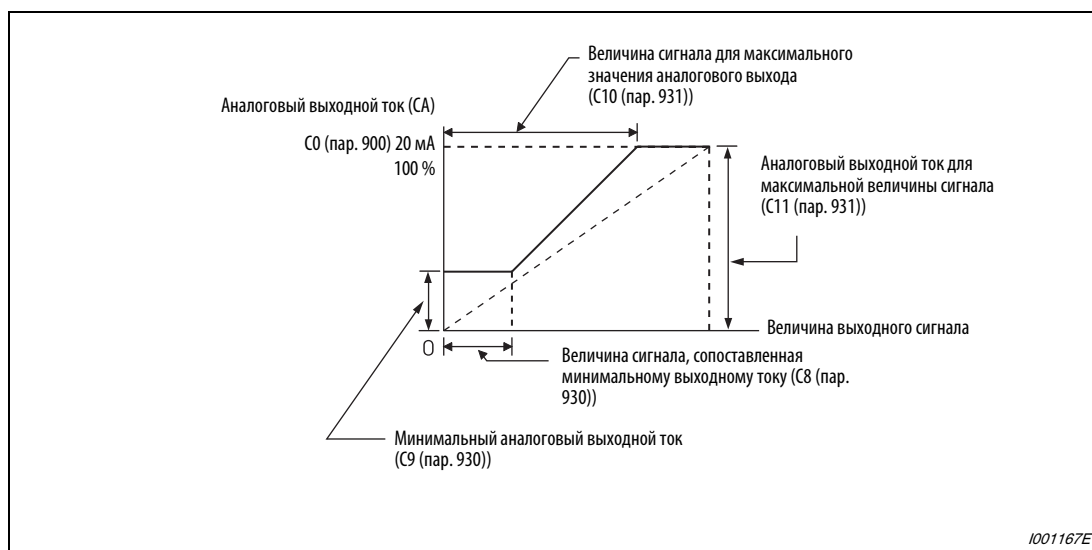 Величина сигнала для максимального
значения аналогового выхода
(C10 (пар. 931))
Аналоговый выходной ток (CA)
C0 (пар. 900) 20 мА
100 %
Аналоговый выходной ток для
максимальной величины сигнала
(C11 (пар. 931))
Величина выходного сигнала
0
Величина сигнала, сопоставленная
минимальному выходному току (C8 (пар.
930))
Минимальный аналоговый выходной ток
(C9 (пар. 930))
I001167E